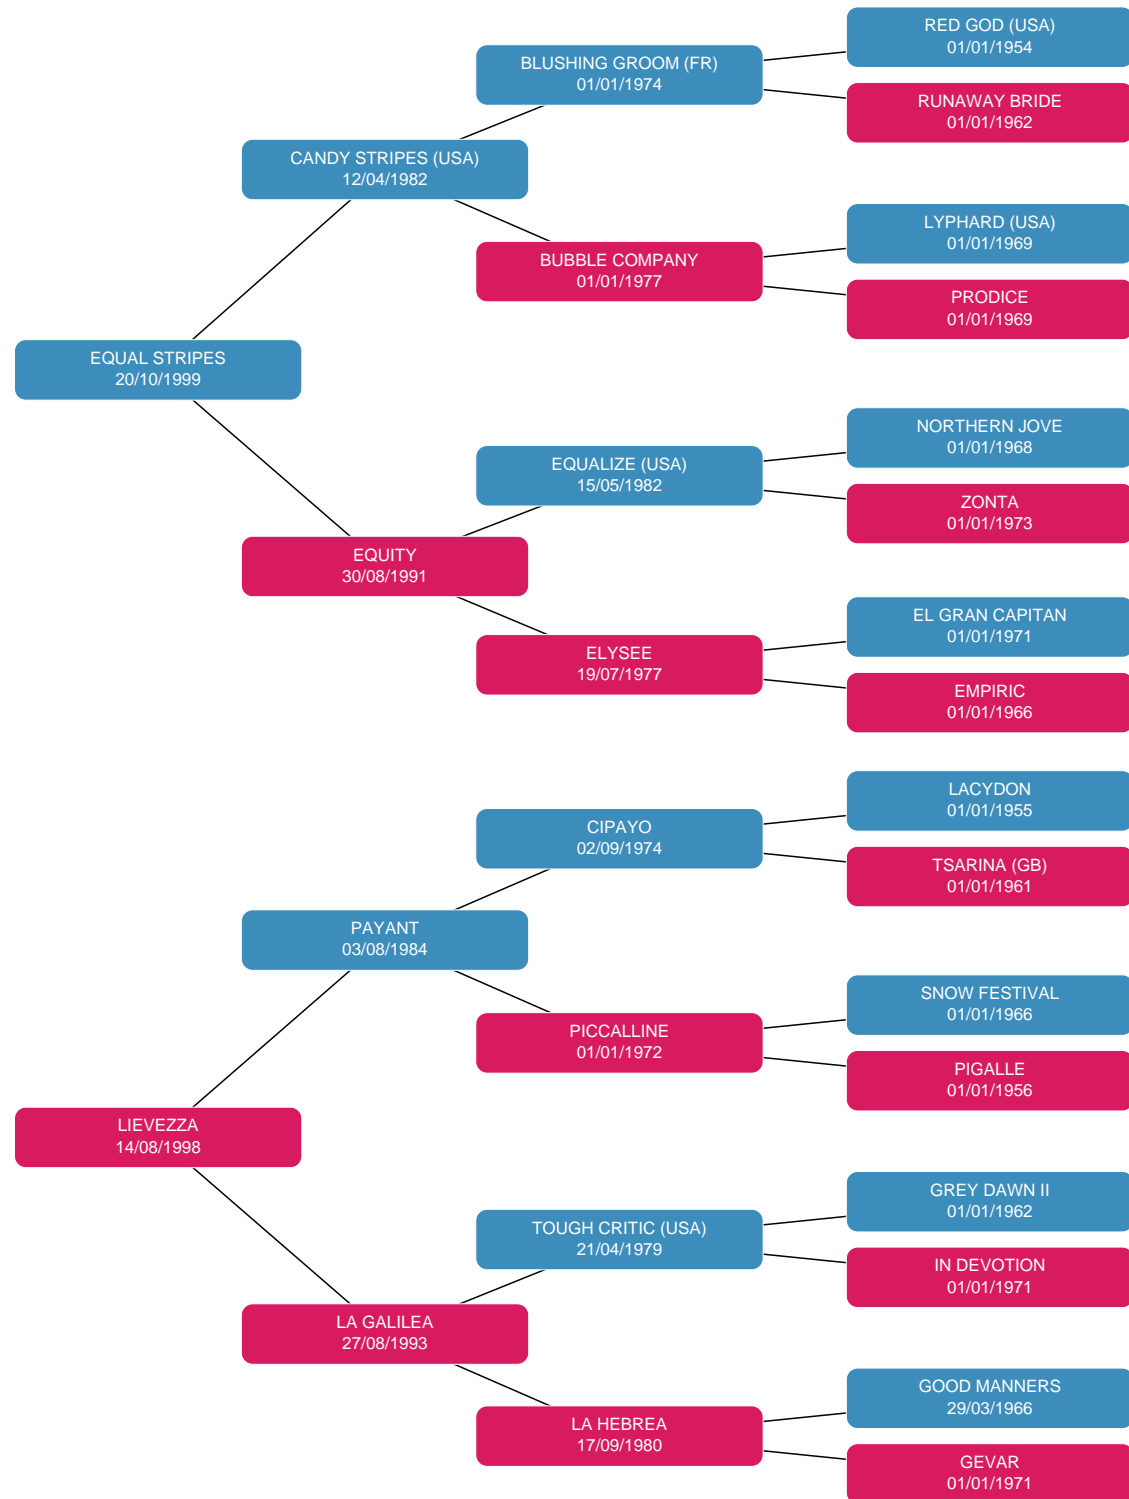 RED GOD (USA)
01/01/1954
BLUSHING GROOM (FR)
01/01/1974
RUNAWAY BRIDE
01/01/1962
CANDY STRIPES (USA)
12/04/1982
LYPHARD (USA)
01/01/1969
BUBBLE COMPANY
01/01/1977
PRODICE
01/01/1969
EQUAL STRIPES
20/10/1999
NORTHERN JOVE
01/01/1968
EQUALIZE (USA)
15/05/1982
ZONTA
01/01/1973
EQUITY
30/08/1991
EL GRAN CAPITAN
01/01/1971
ELYSEE
19/07/1977
EMPIRIC
01/01/1966
LACYDON
01/01/1955
CIPAYO
02/09/1974
TSARINA (GB)
01/01/1961
PAYANT
03/08/1984
SNOW FESTIVAL
01/01/1966
PICCALLINE
01/01/1972
PIGALLE
01/01/1956
LIEVEZZA
14/08/1998
GREY DAWN II
01/01/1962
TOUGH CRITIC (USA)
21/04/1979
IN DEVOTION
01/01/1971
LA GALILEA
27/08/1993
GOOD MANNERS
29/03/1966
LA HEBREA
17/09/1980
GEVAR
01/01/1971